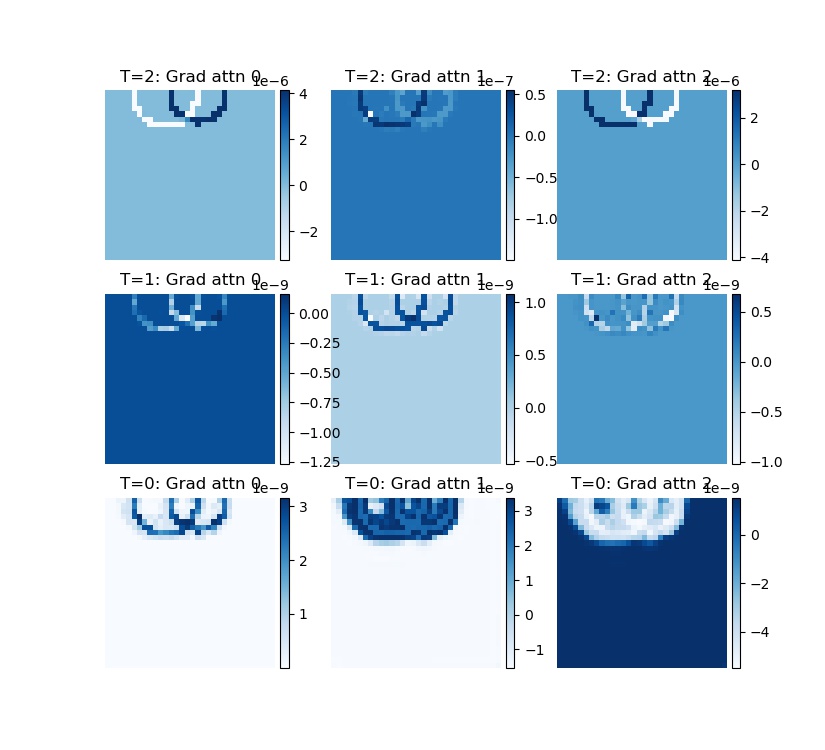 T=2: Grad attn 0
1e−6
4
2
0
−2
T=2: Grad attn 1
1e−7
0.5
0.0
−0.5
−1.0
T=2: Grad attn 2
1e−6
2
0
−2
−4
T=1: Grad attn 0
1e−9
0.00
−0.25
−0.50
−0.75
−1.00
−1.25
T=1: Grad attn 1
1e−9
1.0
0.5
0.0
−0.5
T=1: Grad attn 2
1e−9
0.5
0.0
−0.5
−1.0
T=0: Grad attn 0
1e−9
3
2
1
T=0: Grad attn 1
1e−9
3
2
1
0
−1
T=0: Grad attn 2
1e−9
0
−2
−4